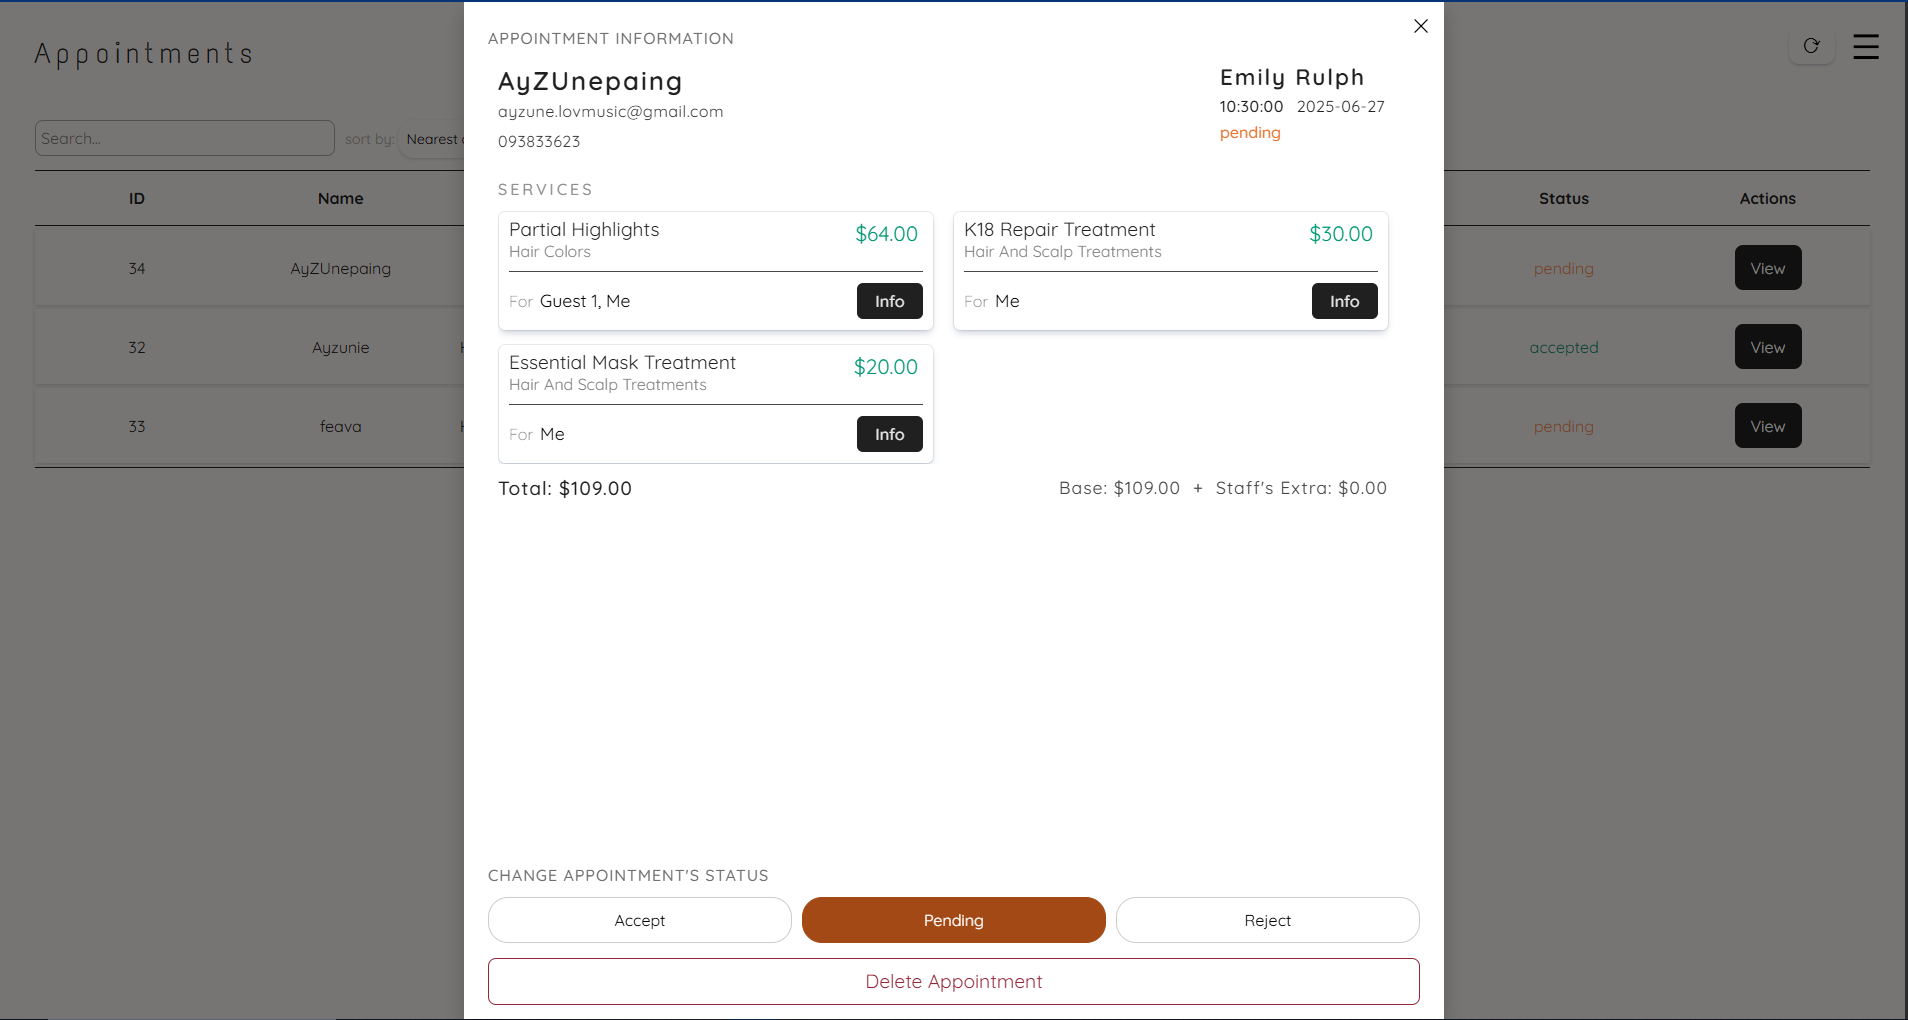 Appointments
Search...
sort by:
Nearest
ID
Name
Status
Actions
34
AyZUnepaing
pending
View
32
Ayzunie
accepted
View
33
feava
pending
View
APPOINTMENT INFORMATION
AyZUnepaing
ayzune.lovmusic@gmail.com
093833623
Emily Rulph
10:30:00 2025-06-27
pending
SERVICES
Partial Highlights
$64.00
Hair Colors
For Guest 1, Me
Info
K18 Repair Treatment
$30.00
Hair And Scalp Treatments
For Me
Info
Essential Mask Treatment
$20.00
Hair And Scalp Treatments
For Me
Info
Total: $109.00
Base: $109.00 + Staff's Extra: $0.00
CHANGE APPOINTMENT'S STATUS
Accept
Pending
Reject
Delete Appointment